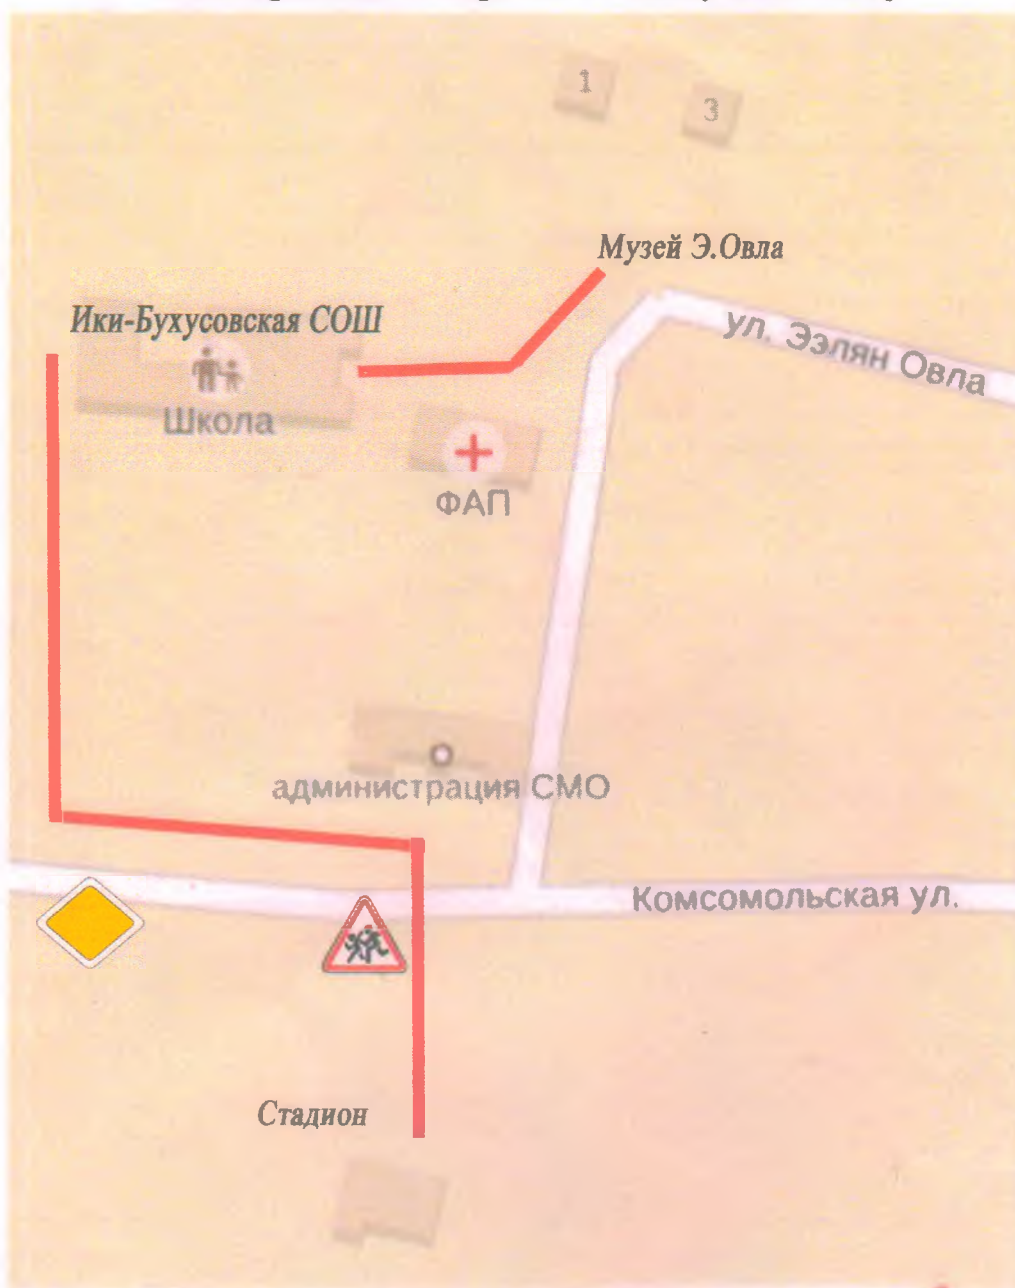 1
3
Музей Э.Овла
Ики-Бухусовская СОШ
ул. Ээлян Овла
Школа
ФАП
администрация СМО
Комсомольская ул.
Стадион